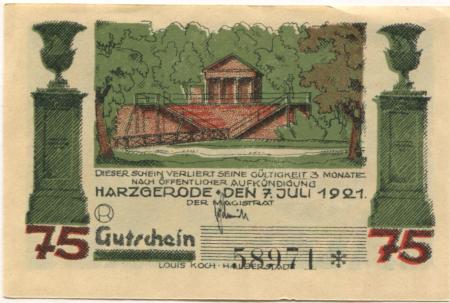 DIESER SCHEIN VERLIERT SEINE GÜLTIGKEIT 3 MONATE
NACH ÖFFENTLICHER AUFKÜNDIGUNG
HARZGERODE · DEN 7. JULI 1921.
DER MAGISTRAT
R
75 Gutschein 58971 * 75
LOUIS KOCH · HALBERSTADT